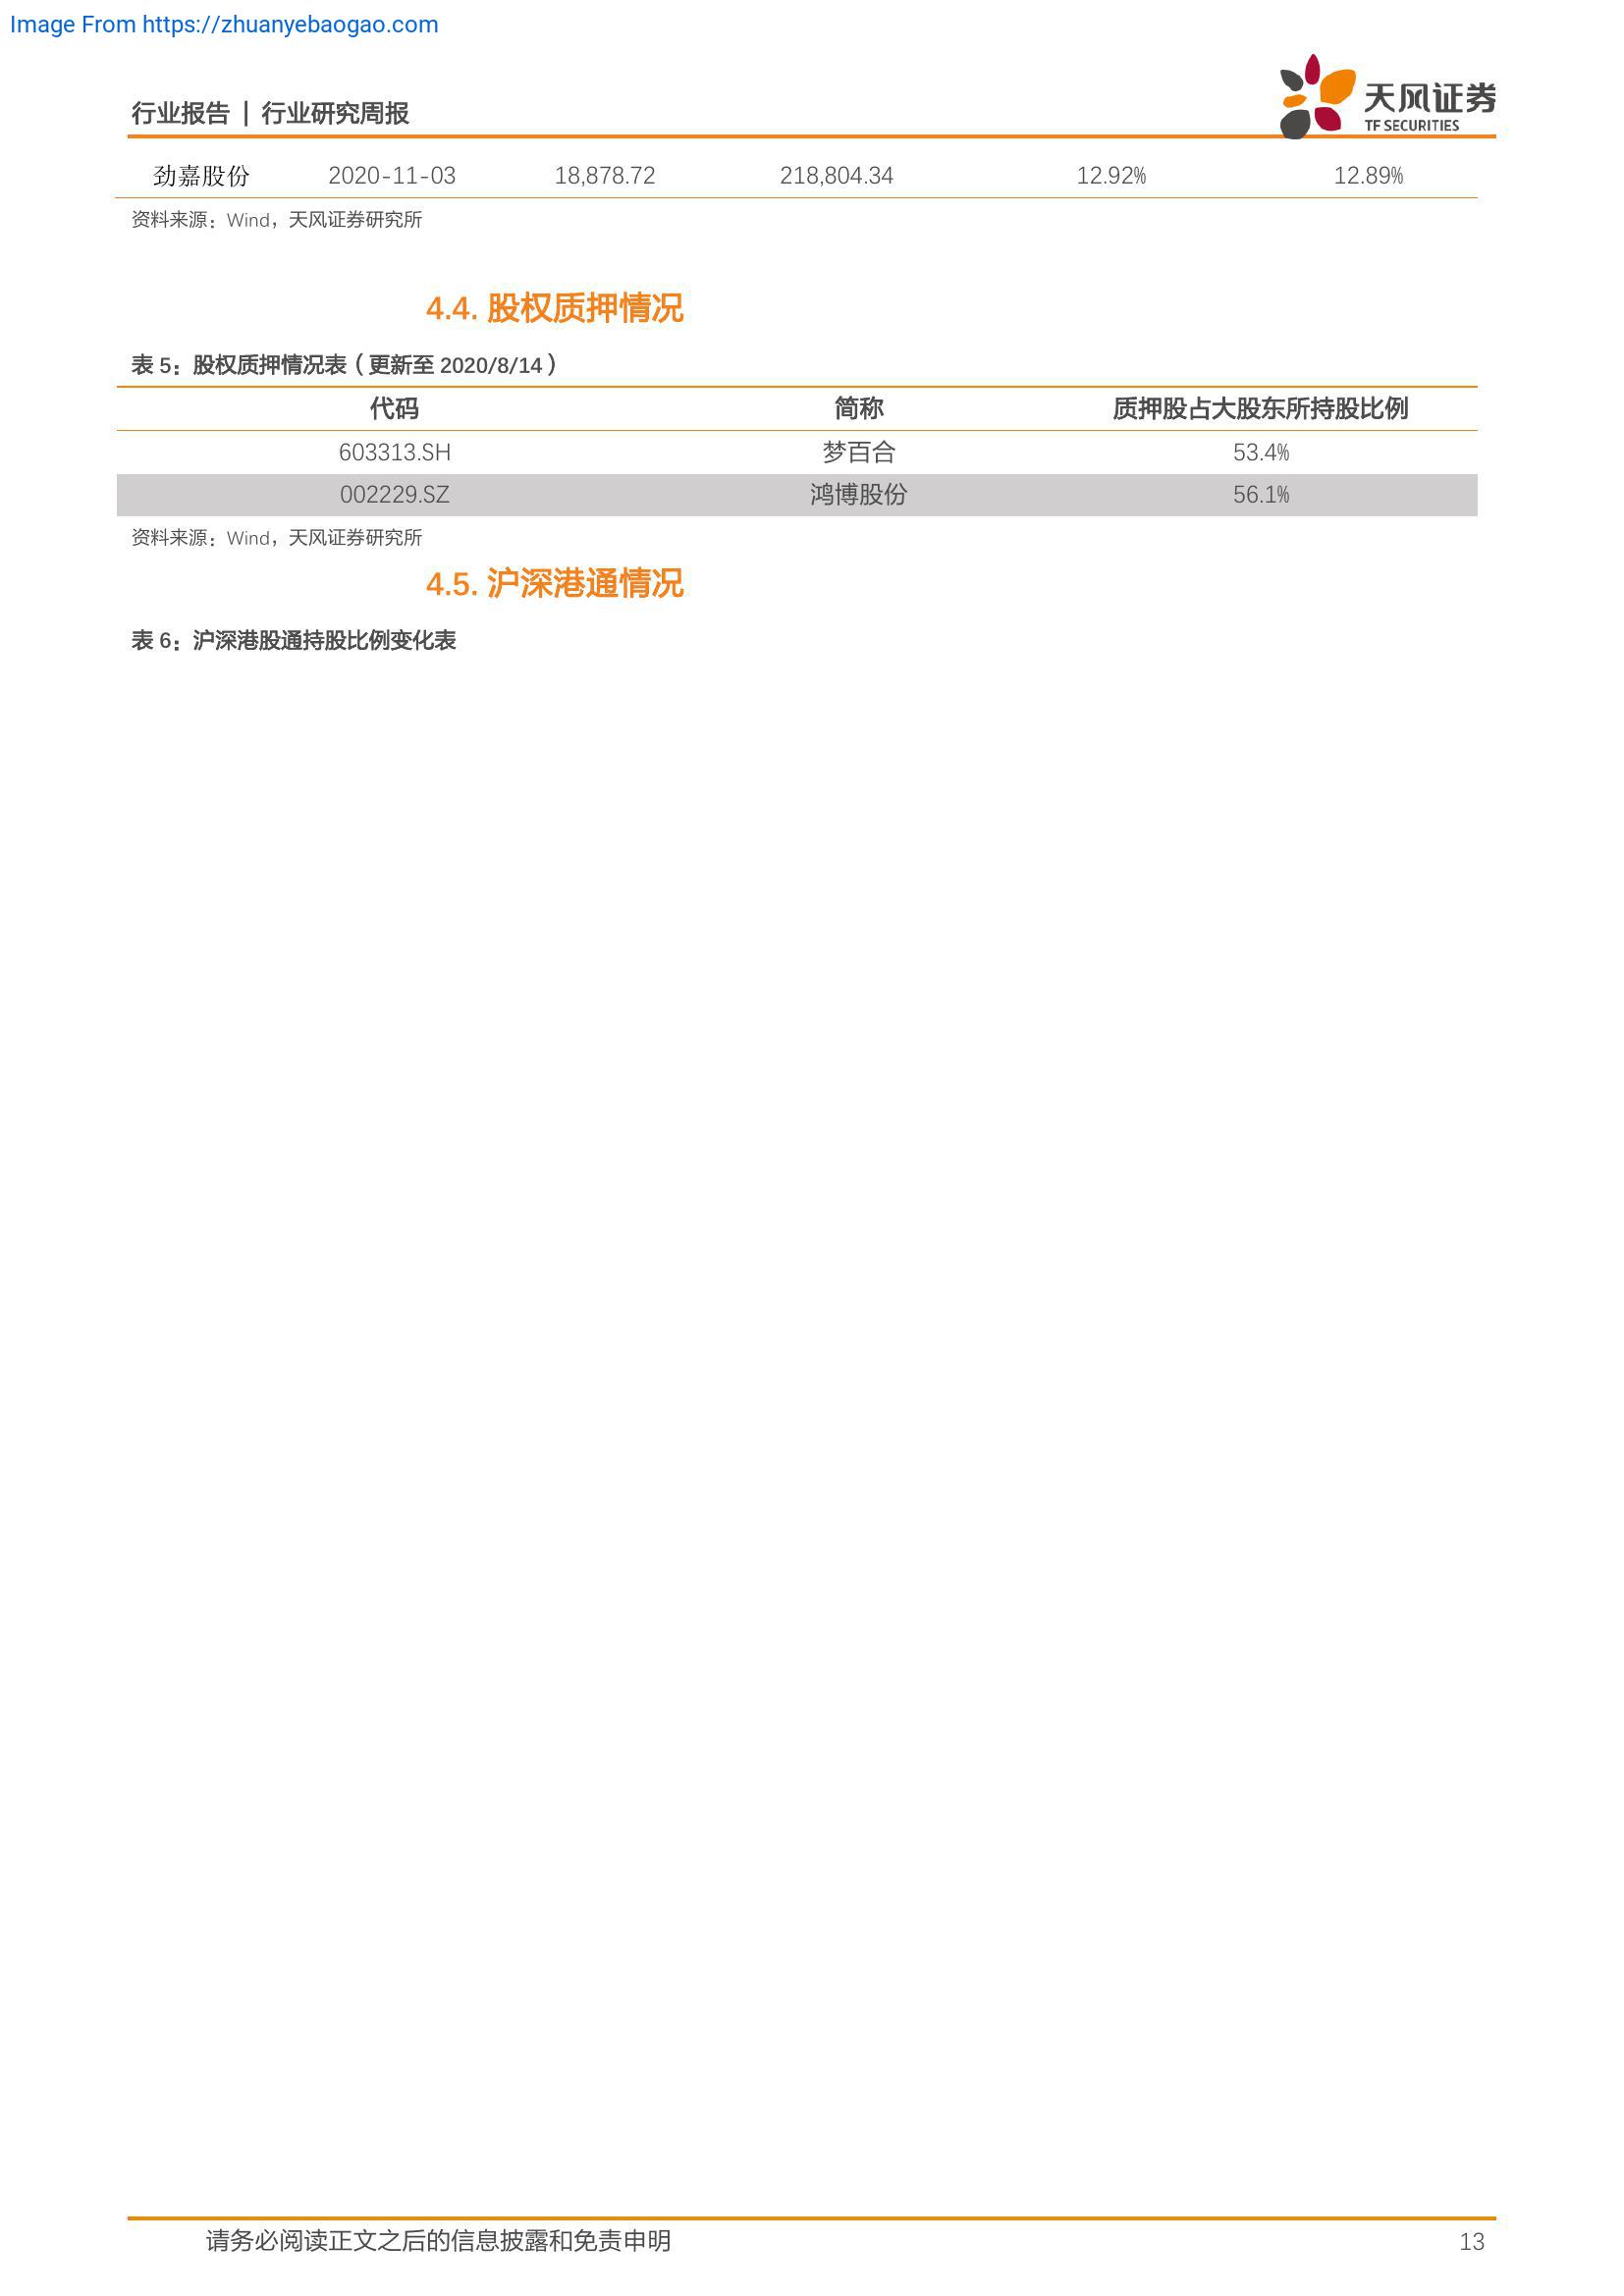 Image From https://zhuanyebaogao.com
行业报告 | 行业研究周报
天风证券
TF SECURITIES
劲嘉股份 2020-11-03 18,878.72 218,804.34 12.92% 12.89%
资料来源：Wind，天风证券研究所
4.4. 股权质押情况
表 5：股权质押情况表（更新至 2020/8/14）
代码 简称 质押股占大股东所持股比例
603313.SH 梦百合 53.4%
002229.SZ 鸿博股份 56.1%
资料来源：Wind，天风证券研究所
4.5. 沪深港通情况
表 6：沪深港股通持股比例变化表
请务必阅读正文之后的信息披露和免责申明 13